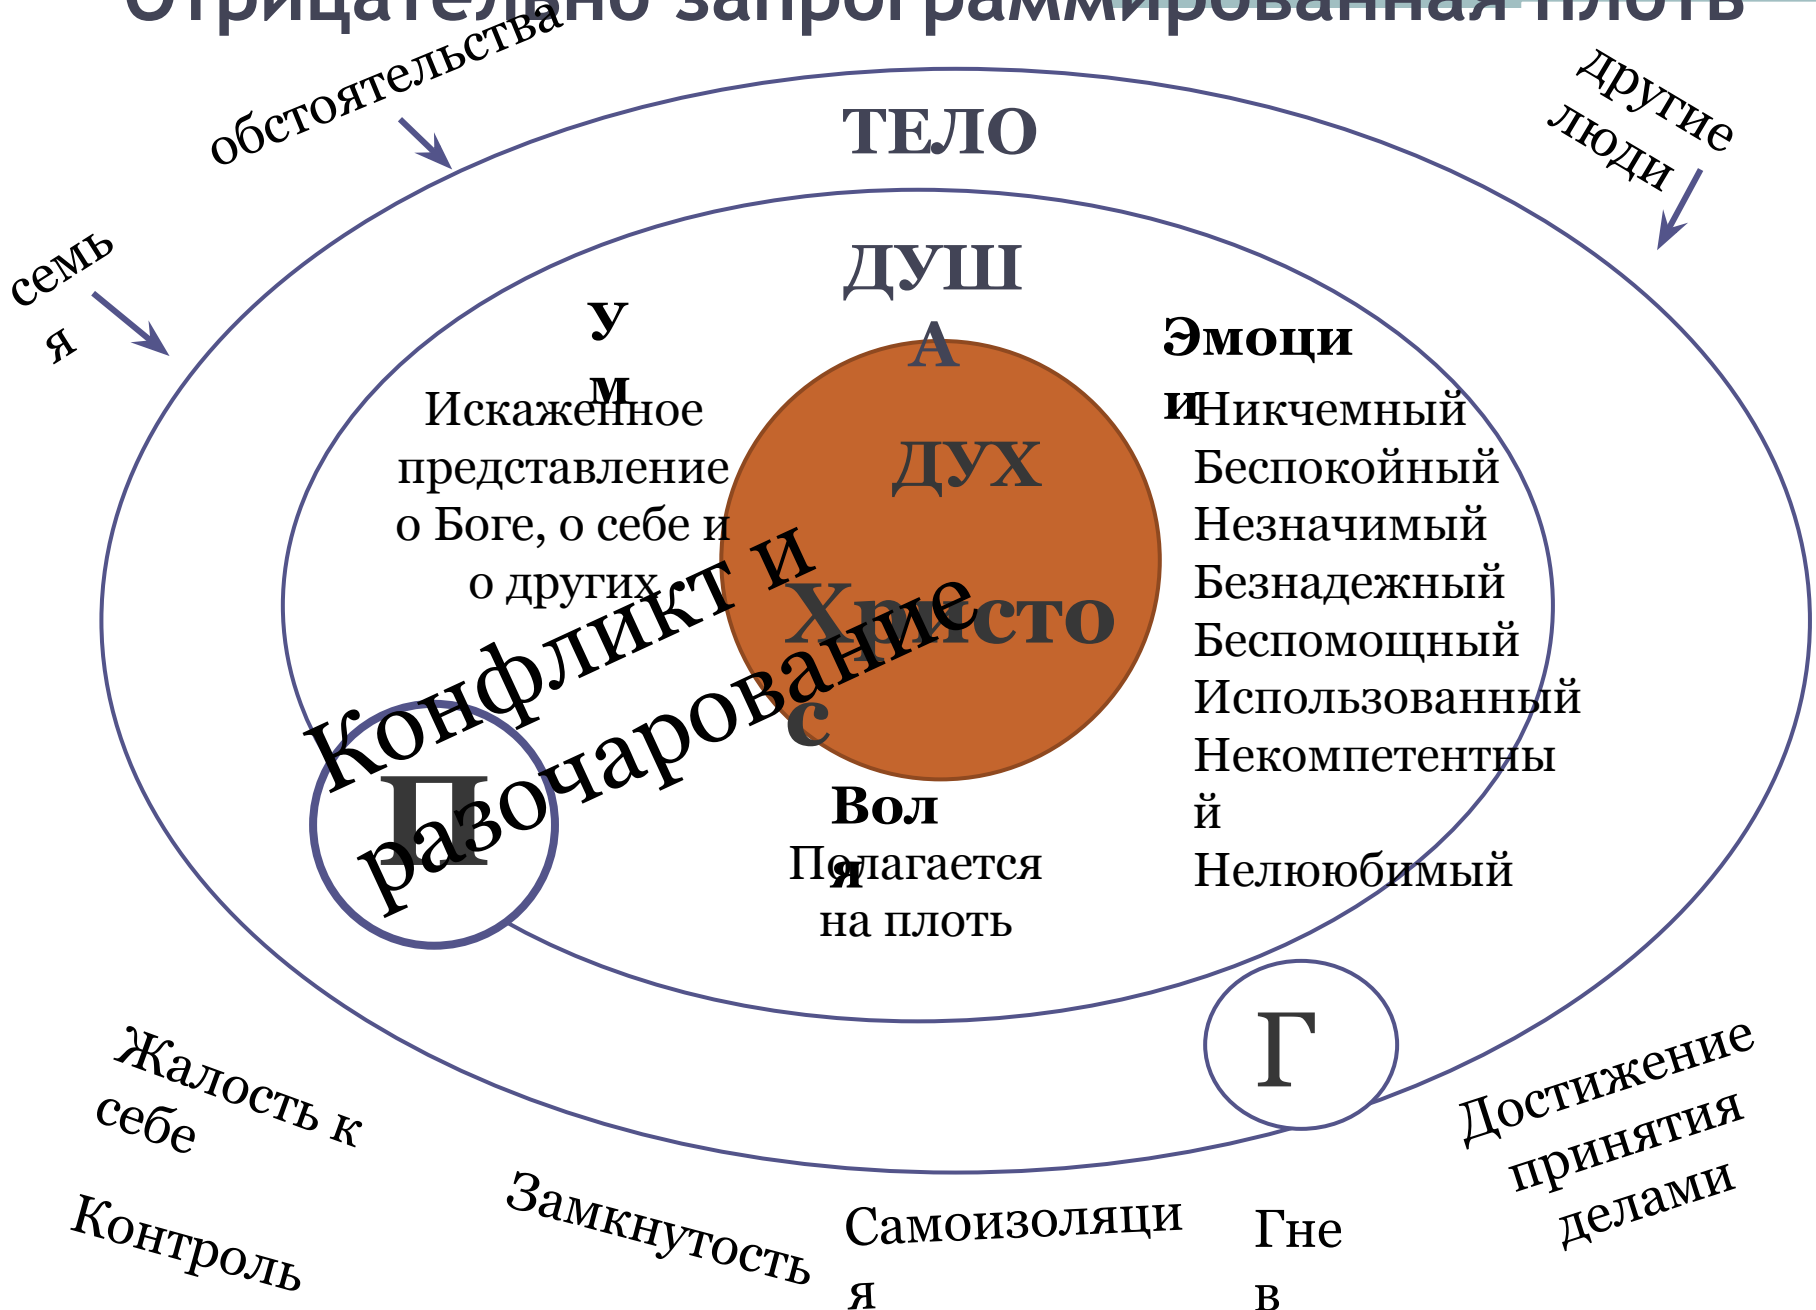 Отрицательно запрограммированная плоть
обстоятельства
другие
люди
семь
я
ТЕЛО
ДУШ
А
У
м
Искаженное
представление
о Боге, о себе и
о других
Эмоци
и
Никчемный
Беспокойный
Незначимый
Безнадежный
Беспомощный
Использованный
Некомпетентны
й
Нелююбимый
ДУХ
Христо
с
Конфликт и
разочарование
П
Вол
я
Полагается
на плоть
Г
Жалость к
себе
Контроль
Замкнутость
Самоизоляци
я
Гне
в
Достижение
принятия
делами